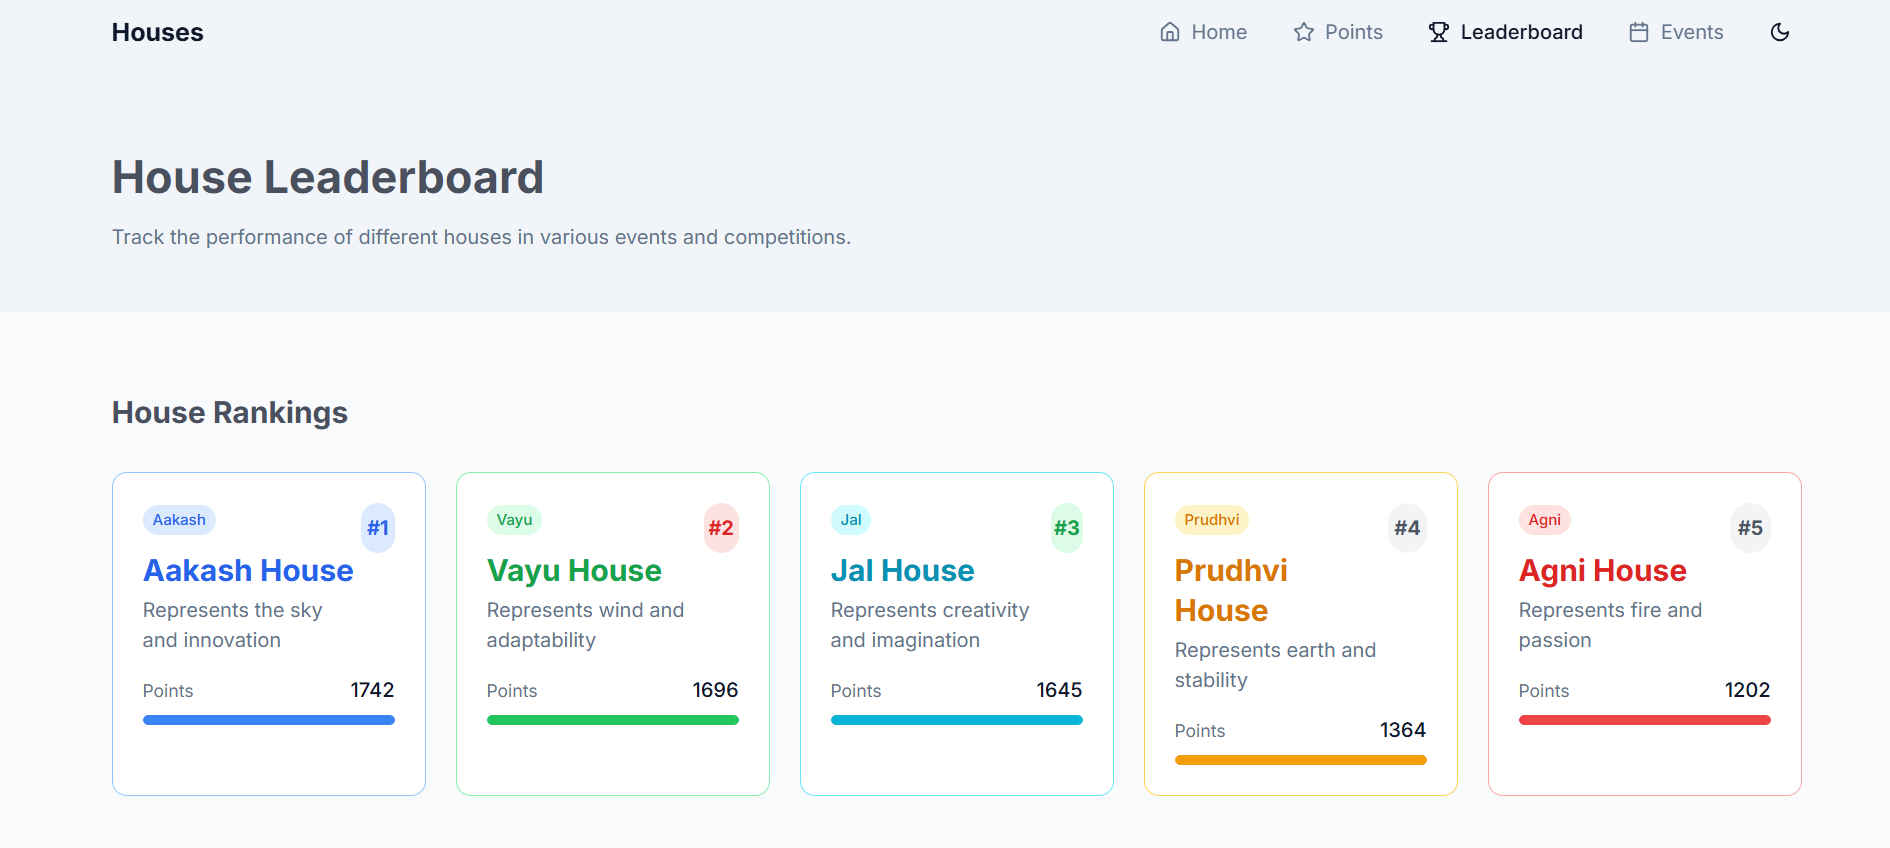 Houses
Home
Points
Leaderboard
Events
House Leaderboard
Track the performance of different houses in various events and competitions.
House Rankings
Aakash
#1
Aakash House
Represents the sky
and innovation
Points
1742
Vayu
#2
Vayu House
Represents wind and
adaptability
Points
1696
Jal
#3
Jal House
Represents creativity
and imagination
Points
1645
Prudhvi
#4
Prudhvi
House
Represents earth and
stability
Points
1364
Agni
#5
Agni House
Represents fire and
passion
Points
1202